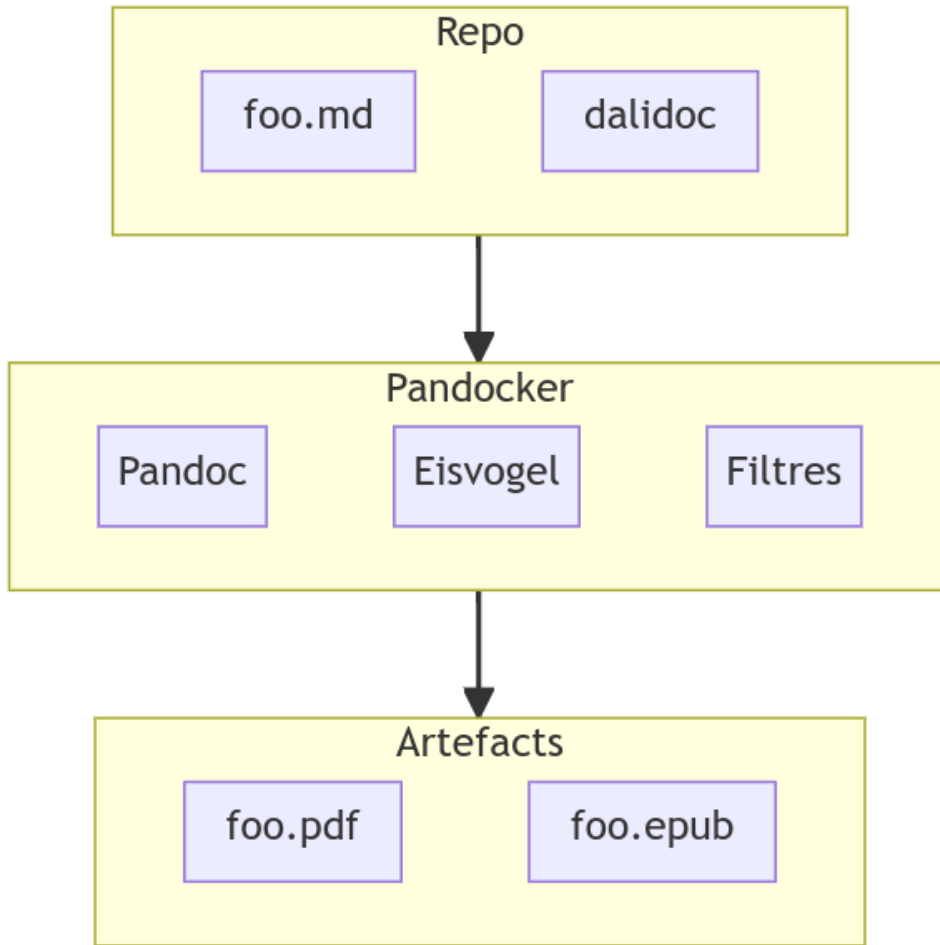 Repo
foo.md
dalidoc
Pandocker
Pandoc
Eisvogel
Filtres
Artefacts
foo.pdf
foo.epub